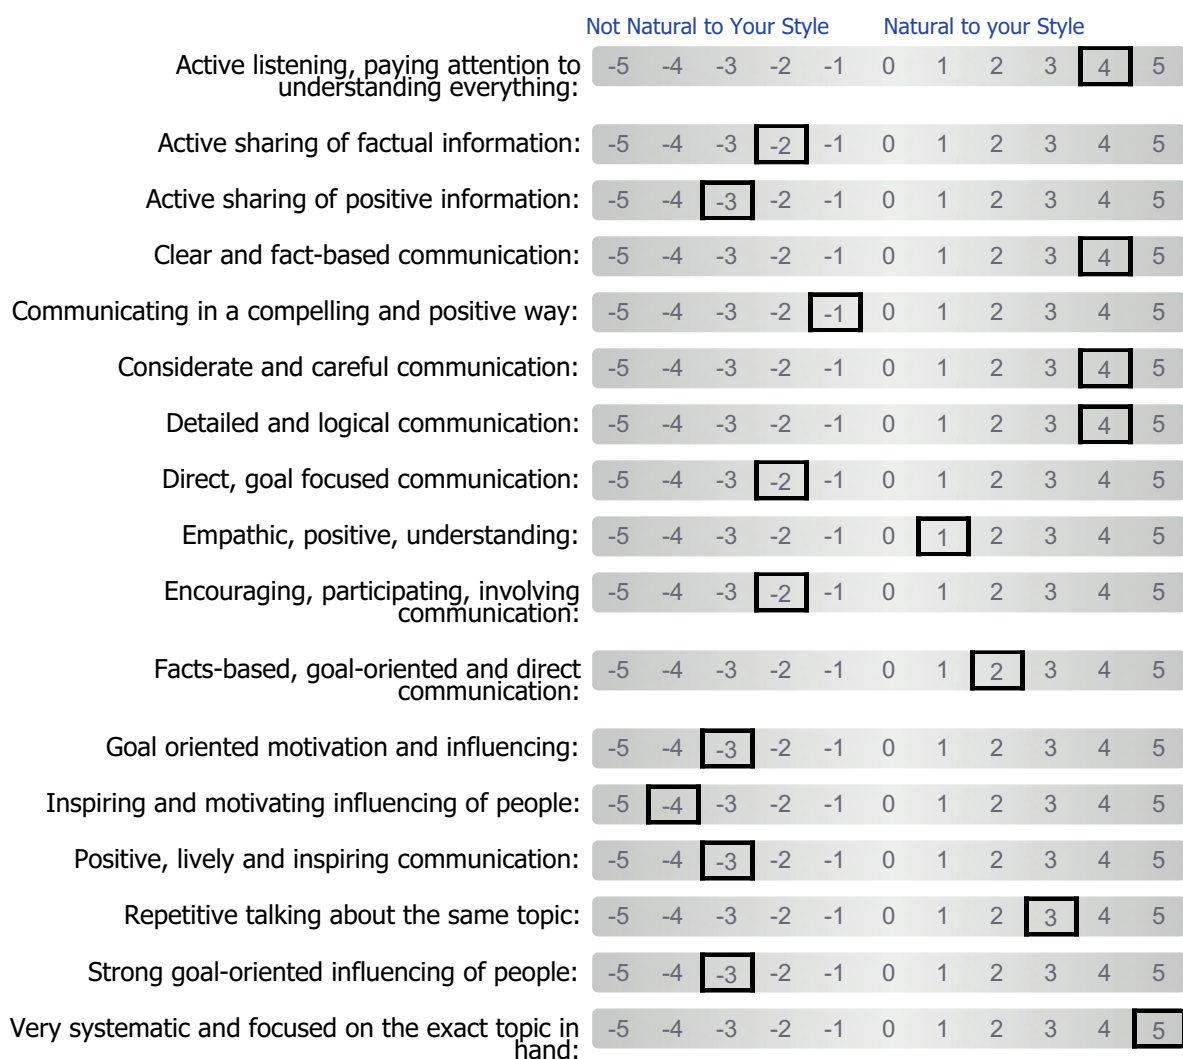 Not Natural to Your Style Natural to your Style
Active listening, paying attention to -5 -4 -3 -2 -1 0 1 2 3 4 5
understanding everything:
Active sharing of factual information: -5 -4 -3 -2 -1 0 1 2 3 4 5
Active sharing of positive information: -5 -4 -3 -2 -1 0 1 2 3 4 5
Clear and fact-based communication: -5 -4 -3 -2 -1 0 1 2 3 4 5
Communicating in a compelling and positive way: -5 -4 -3 -2 -1 0 1 2 3 4 5
Considerate and careful communication: -5 -4 -3 -2 -1 0 1 2 3 4 5
Detailed and logical communication: -5 -4 -3 -2 -1 0 1 2 3 4 5
Direct, goal focused communication: -5 -4 -3 -2 -1 0 1 2 3 4 5
Empathic, positive, understanding: -5 -4 -3 -2 -1 0 1 2 3 4 5
Encouraging, participating, involving -5 -4 -3 -2 -1 0 1 2 3 4 5
communication:
Facts-based, goal-oriented and direct -5 -4 -3 -2 -1 0 1 2 3 4 5
communication:
Goal oriented motivation and influencing: -5 -4 -3 -2 -1 0 1 2 3 4 5
Inspiring and motivating influencing of people: -5 -4 -3 -2 -1 0 1 2 3 4 5
Positive, lively and inspiring communication: -5 -4 -3 -2 -1 0 1 2 3 4 5
Repetitive talking about the same topic: -5 -4 -3 -2 -1 0 1 2 3 4 5
Strong goal-oriented influencing of people: -5 -4 -3 -2 -1 0 1 2 3 4 5
Very systematic and focused on the exact topic in -5 -4 -3 -2 -1 0 1 2 3 4 5
hand: